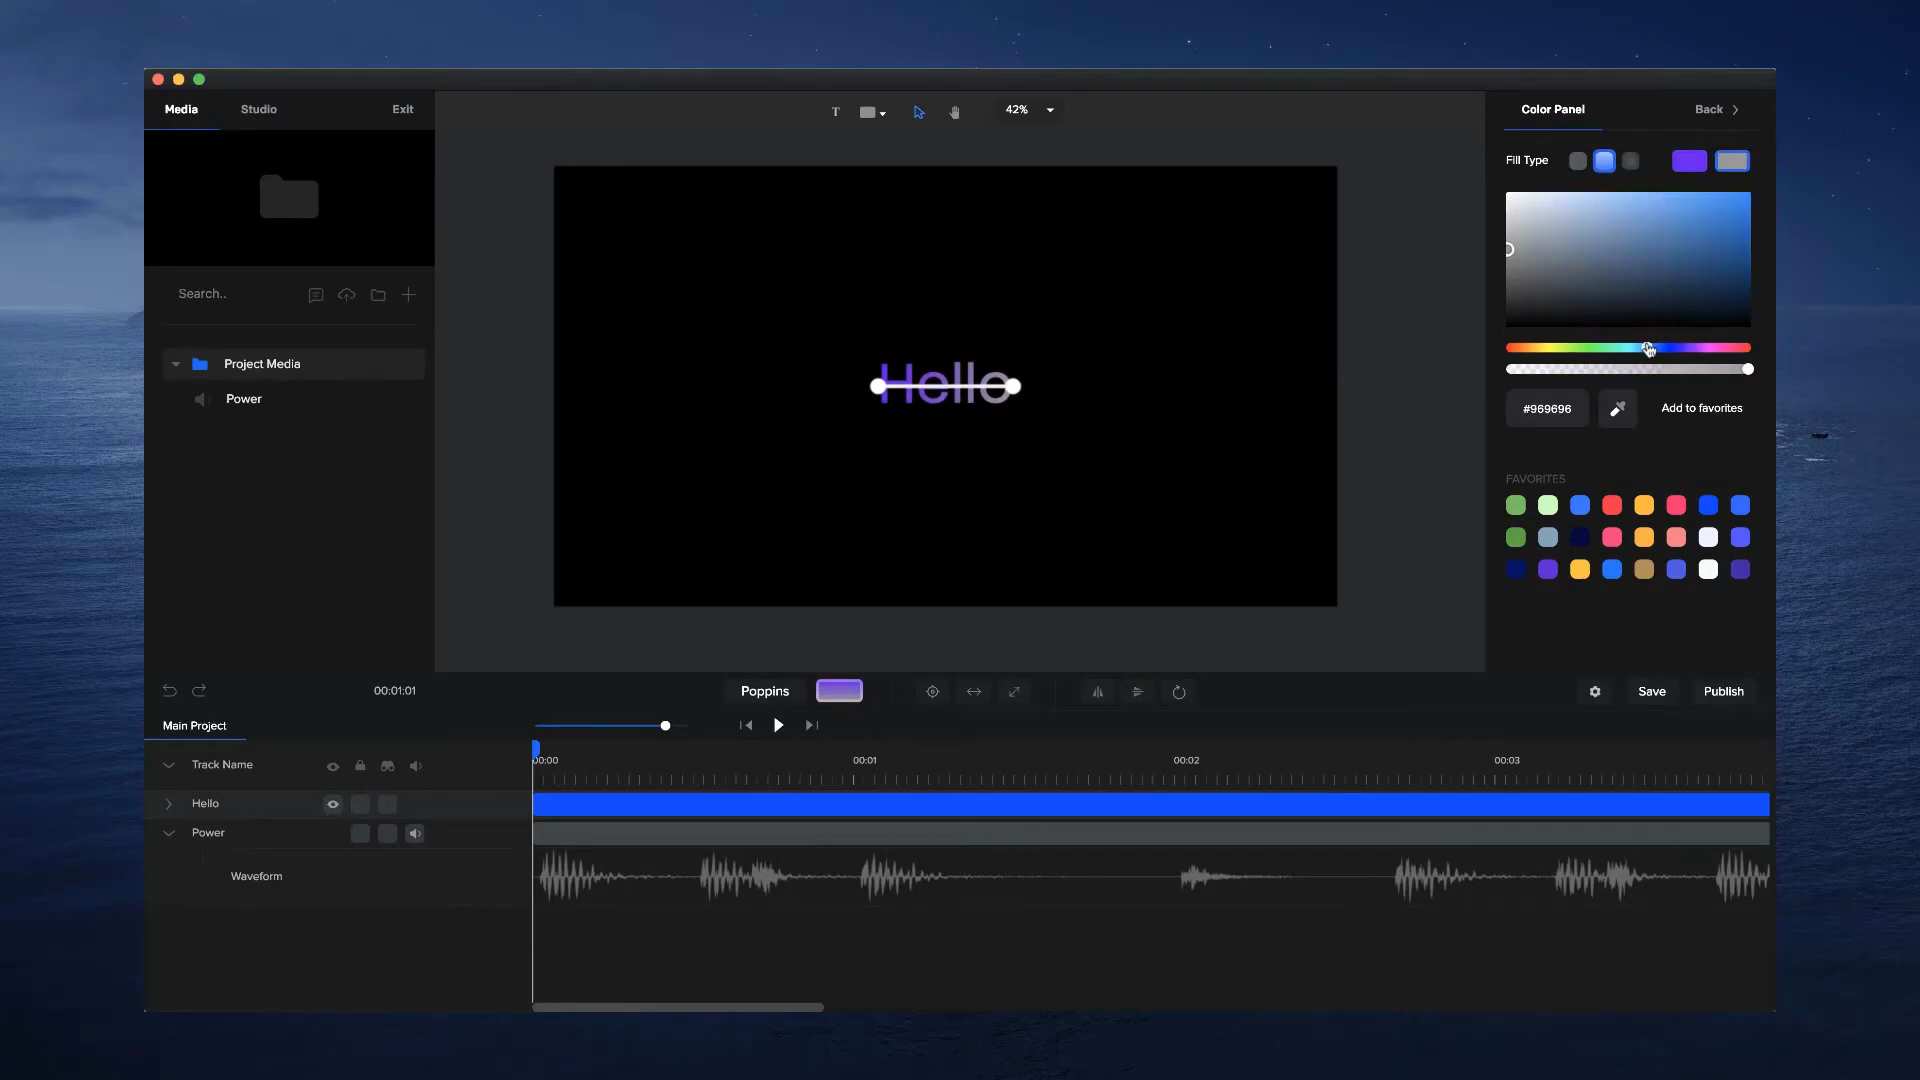 Media Studio Exit
T 42%
Color Panel Back
Fill Type
Search..
Project Media
Power
Hello
#969696 Add to favorites
FAVORITES
00:01:01 Poppins Save Publish
Main Project
Track Name 00:00 00:01 00:02 00:03
Hello
Power
Waveform